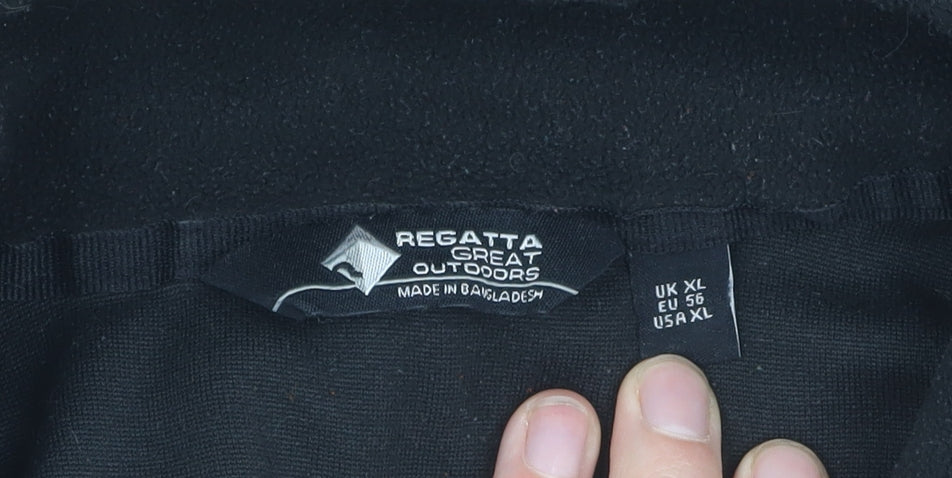 REGATTA
GREAT
OUTDOORS
MADE IN BANGLADESH
UK XL
EU 56
USA XL